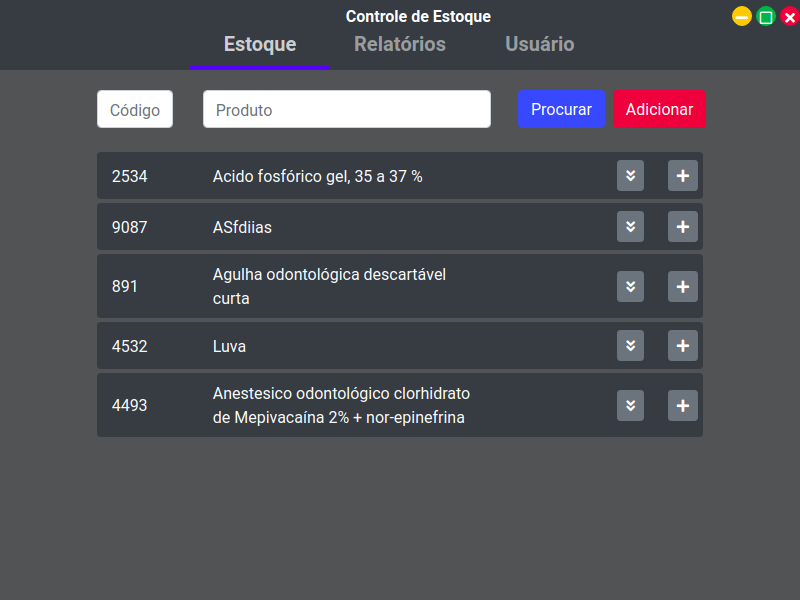 Controle de Estoque
Estoque Relatórios Usuário
Código Produto Procurar Adicionar
2534 Acido fosfórico gel, 35 a 37 %
9087 ASfdiias
891 Agulha odontológica descartável
curta
4532 Luva
4493 Anestesico odontológico clorhidrato
de Mepivacaína 2% + nor-epinefrina